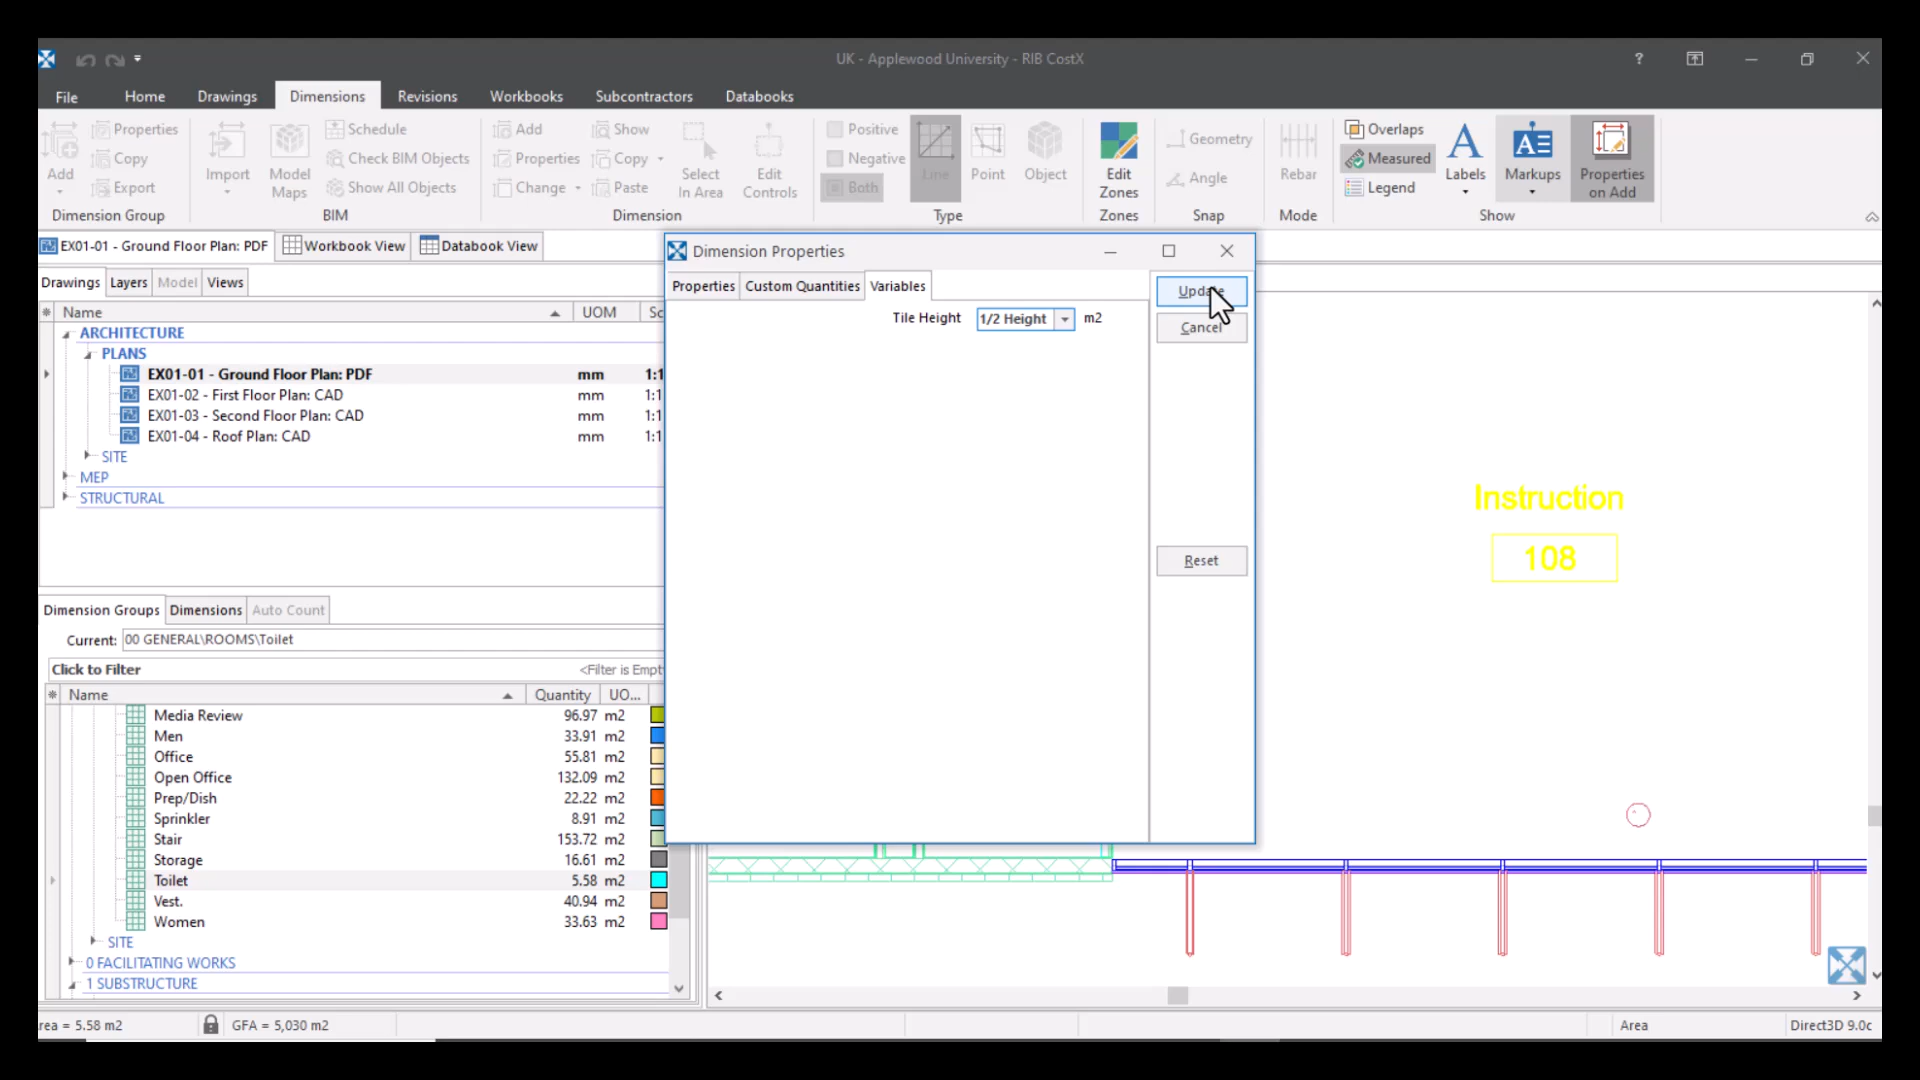 UK - Applewood University - RIB CostX
?
File Home Drawings Dimensions Revisions Workbooks Subcontractors Databooks
Add
Properties
Copy
Export
Dimension Group
Import
Model Maps
Schedule
Check BIM Objects
Show All Objects
BIM
Add
Properties
Change
Show
Copy
Paste
Select In Area
Edit Controls
Dimension
Positive
Negative
Both
Line
Point
Object
Type
Edit Zones
Zones
Geometry
Angle
Snap
Rebar
Mode
Overlaps
Measured
Legend
Labels
Markups
Properties on Add
Show
EX01-01 - Ground Floor Plan: PDF Workbook View Databook View
Drawings Layers Model Views
Name UOM Sc
ARCHITECTURE
PLANS
EX01-01 - Ground Floor Plan: PDF mm 1:1
EX01-02 - First Floor Plan: CAD mm 1:1
EX01-03 - Second Floor Plan: CAD mm 1:1
EX01-04 - Roof Plan: CAD mm 1:1
SITE
MEP
STRUCTURAL
Dimension Groups Dimensions Auto Count
Current: 00 GENERAL\ROOMS\Toilet
Click to Filter <Filter is Empt
Name Quantity UO...
Media Review 96.97 m2
Men 33.91 m2
Office 55.81 m2
Open Office 132.09 m2
Prep/Dish 22.22 m2
Sprinkler 8.91 m2
Stair 153.72 m2
Storage 16.61 m2
Toilet 5.58 m2
Vest. 40.94 m2
Women 33.63 m2
SITE
0 FACILITATING WORKS
1 SUBSTRUCTURE
Dimension Properties
Properties Custom Quantities Variables
Tile Height 1/2 Height m2
Update
Cancel
Reset
Instruction
108
rea = 5.58 m2 GFA = 5,030 m2 Area Direct3D 9.0c